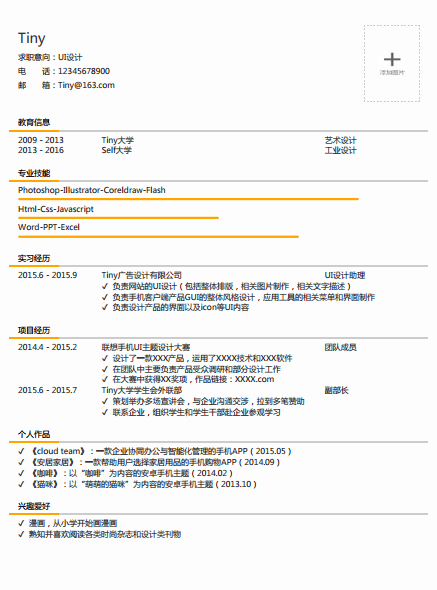 Tiny
求职意向：UI设计
电 话：12345678900
邮 箱：Tiny@163.com
添加图片
教育信息
2009 - 2013 Tiny大学 艺术设计
2013 - 2016 Self大学 工业设计
专业技能
Photoshop-Illustrator-Coreldraw-Flash
Html-Css-Javascript
Word-PPT-Excel
实习经历
2015.6 - 2015.9 Tiny广告设计有限公司 UI设计助理
✓ 负责网站的UI设计（包括整体排版，相关图片制作，相关文字描述）
✓ 负责手机客户端产品GUI的整体风格设计，应用工具的相关菜单和界面制作
✓ 负责设计产品的界面以及icon等UI内容
项目经历
2014.4 - 2015.2 联想手机UI主题设计大赛 团队成员
✓ 设计了一款XXX产品，运用了XXXX技术和XXX软件
✓ 在团队中主要负责产品受众调研和部分设计工作
✓ 在大赛中获得XX奖项，作品链接：XXXX.com
2015.6 - 2015.7 Tiny大学学生会外联部 副部长
✓ 策划举办多场宣讲会，与企业沟通交涉，拉到多笔赞助
✓ 联系企业，组织学生和学生干部赴企业参观学习
个人作品
✓ 《cloud team》：一款企业协同办公与智能化管理的手机APP（2015.05）
✓ 《安居家居》：一款帮助用户选择家居用品的手机购物APP（2014.09）
✓ 《咖啡》：以“咖啡”为内容的安卓手机主题（2014.02）
✓ 《猫咪》：以“萌萌的猫咪”为内容的安卓手机主题（2013.10）
兴趣爱好
✓ 漫画，从小学开始画漫画
✓ 熟知并喜欢阅读各类时尚杂志和设计类刊物